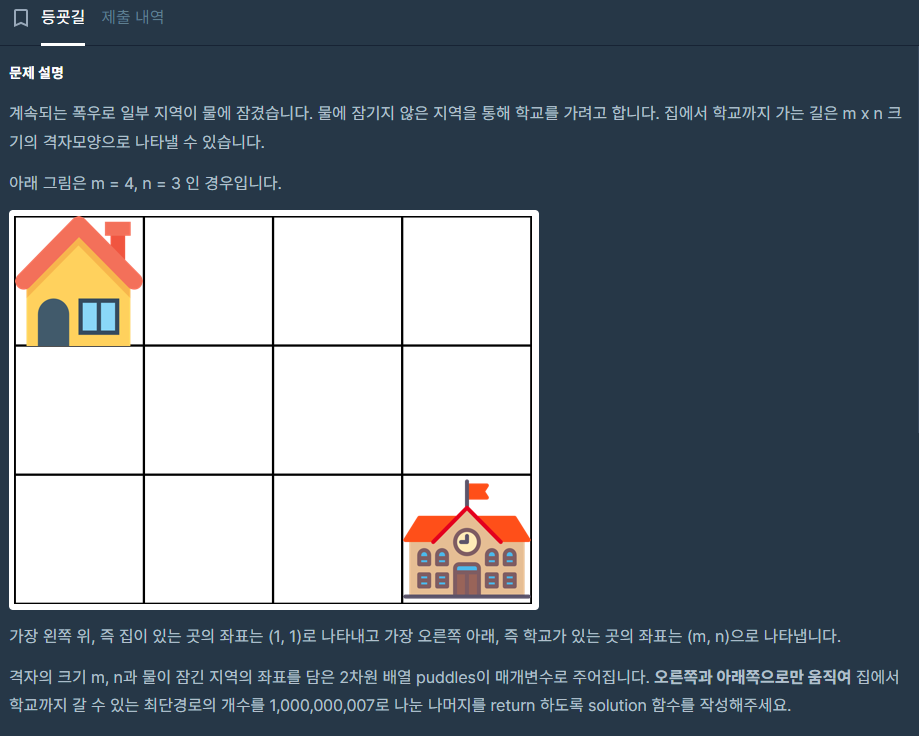 등굣길 제출 내역
문제 설명
계속되는 폭우로 일부 지역이 물에 잠겼습니다. 물에 잠기지 않은 지역을 통해 학교를 가려고 합니다. 집에서 학교까지 가는 길은 m x n 크
기의 격자모양으로 나타낼 수 있습니다.
아래 그림은 m = 4, n = 3 인 경우입니다.
가장 왼쪽 위, 즉 집이 있는 곳의 좌표는 (1, 1)로 나타내고 가장 오른쪽 아래, 즉 학교가 있는 곳의 좌표는 (m, n)으로 나타냅니다.
격자의 크기 m, n과 물이 잠긴 지역의 좌표를 담은 2차원 배열 puddles이 매개변수로 주어집니다. 오른쪽과 아래쪽으로만 움직여 집에서
학교까지 갈 수 있는 최단경로의 개수를 1,000,000,007로 나눈 나머지를 return 하도록 solution 함수를 작성해주세요.